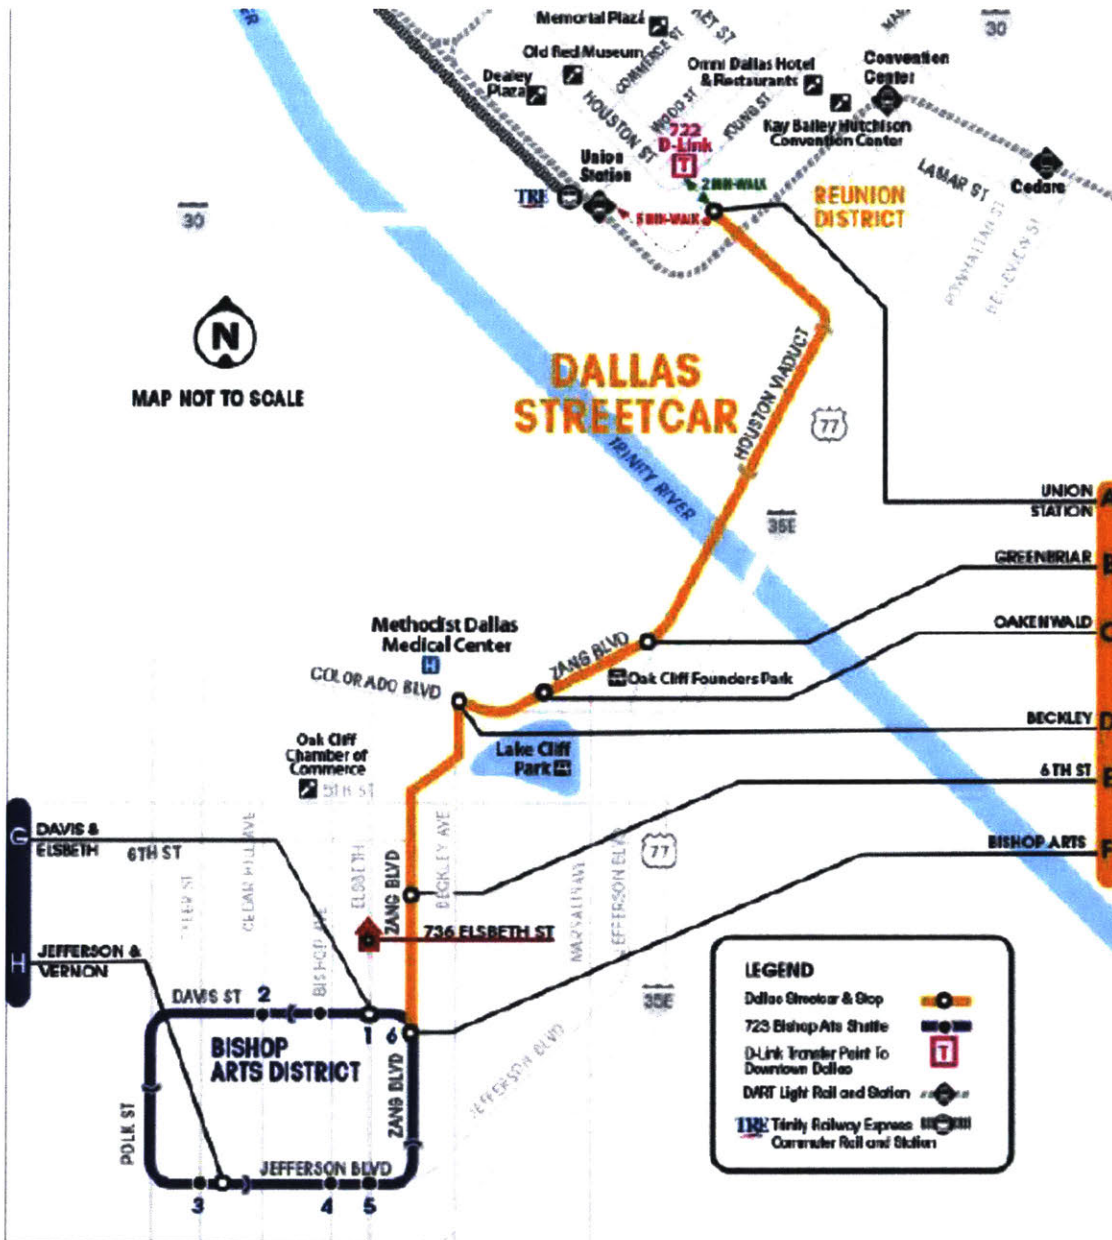 30
Memorial Plaza
Old Red Museum
Dealey
Plaza
COMMERCE ST
HOUSTON ST
WOOD ST
YOUNG ST
Omni Dallas Hotel
& Restaurants
Convention
Center
Kay Bailey Hutchison
Convention Center
LAMAR ST
Cedars
722
D-Link
T
Union
Station
TRE
2 MIN-WALK
5 MIN-WALK
REUNION
DISTRICT
30
N
MAP NOT TO SCALE
DALLAS
STREETCAR
HOUSTON VIADUCT
77
TRINITY RIVER
35E
UNION
STATION
A
GREENBRIAR
OAKENWALD
C
BECKLEY
D
6TH ST
E
BISHOP ARTS
F
Methodist Dallas
Medical Center
H
COLORADO BLVD
ZANG BLVD
Oak Cliff Founders Park
Lake Cliff
Park
Oak Cliff
Chamber of
Commerce
5TH ST
G
DAVIS &
ELSBETH
6TH ST
CEDAR HILL AVE
ELSBETH
ZANG BLVD
BECKLEY AVE
77
BISHOP AVE
736 ELSBETH ST
H
JEFFERSON &
VERNON
DAVIS ST
2
1
6
BISHOP
ARTS DISTRICT
POLK ST
ZANG BLVD
JEFFERSON BLVD
JEFFERSON BLVD
35E
3
4
5
LEGEND
Dallas Streetcar & Stop
723 Bishop Arts Shuttle
D-Link Transfer Point To
Downtown Dallas
T
DART Light Rail and Station
TRE Trinity Railway Express
Commuter Rail and Station